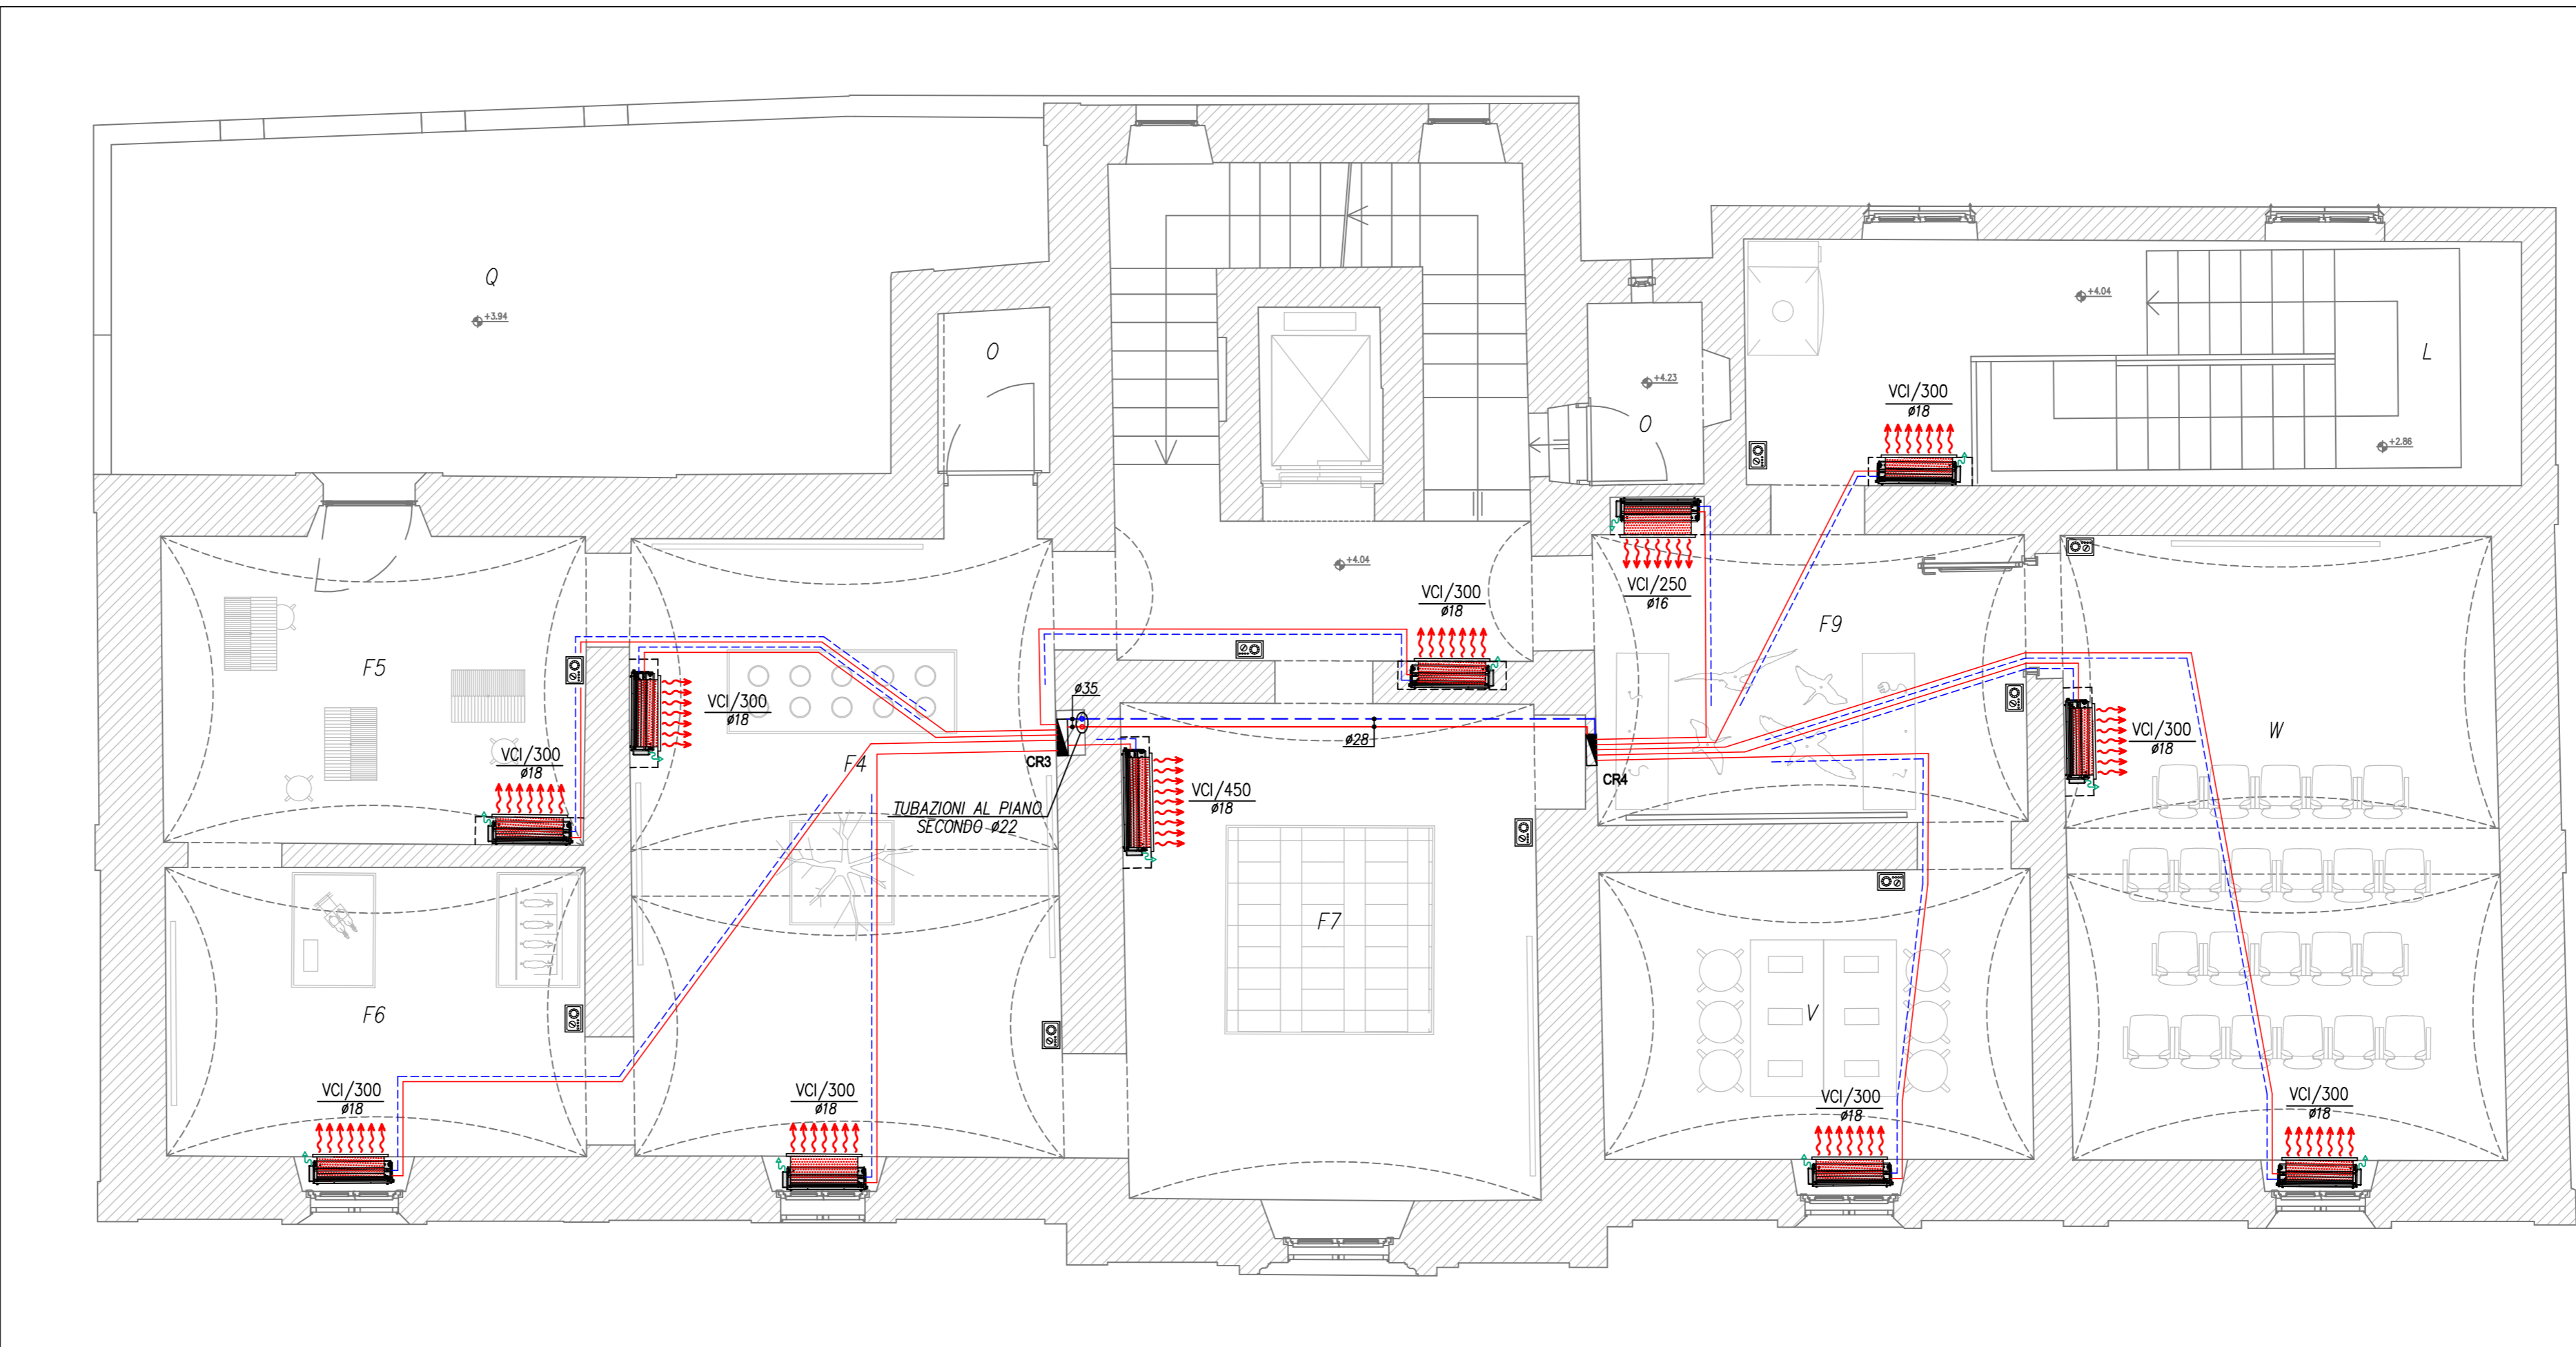 Q
+3.94
O
+4.04
L
+4.23
O
+2.86
VCI/300
ø18
+4.04
VCI/250
ø16
VCI/300
ø18
F9
F5
ø35
VCI/300
ø18
W
VCI/300
ø18
ø28
VCI/300
ø18
F4
CR3
CR4
VCI/450
ø18
TUBAZIONI AL PIANO
SECONDO ø22
F7
F6
V
VCI/300
ø18
VCI/300
ø18
VCI/300
ø18
VCI/300
ø18